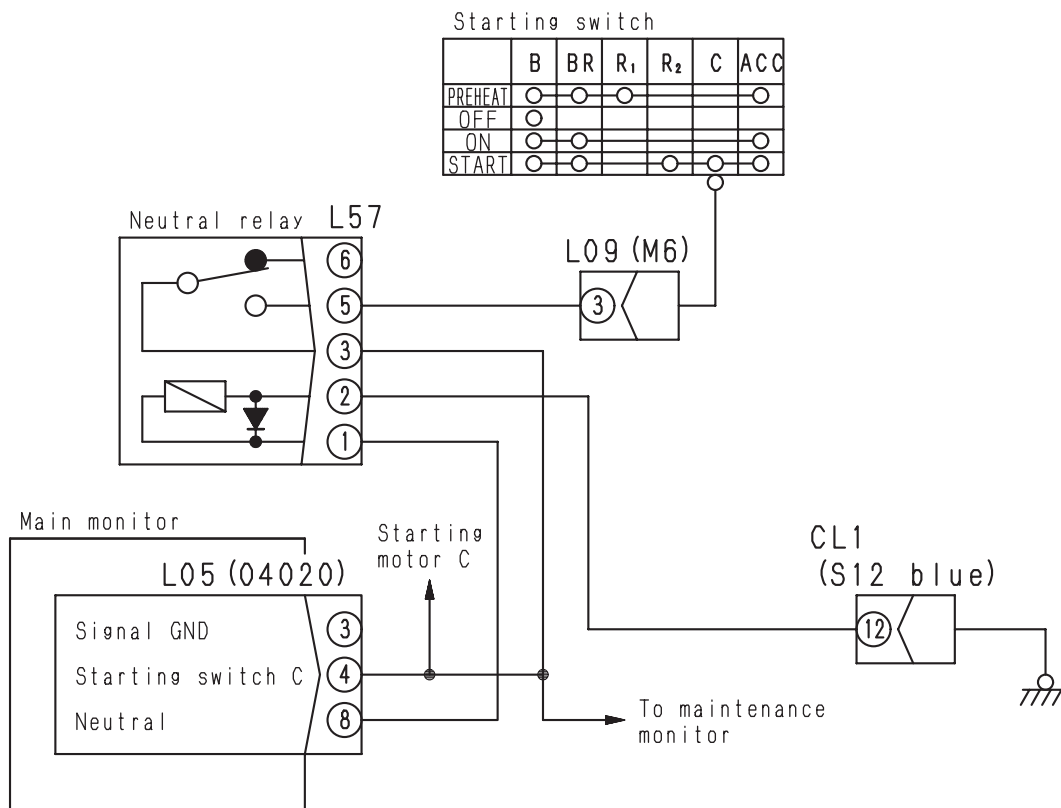 Starting switch
B BR R₁ R₂ C ACC
PREHEAT
OFF
ON
START
Neutral relay L57
6
5
3
2
1
L09 (M6)
3
Main monitor
L05 (04020)
Signal GND 3
Starting switch C 4
Neutral 8
Starting
motor C
To maintenance
monitor
CL1
(S12 blue)
12